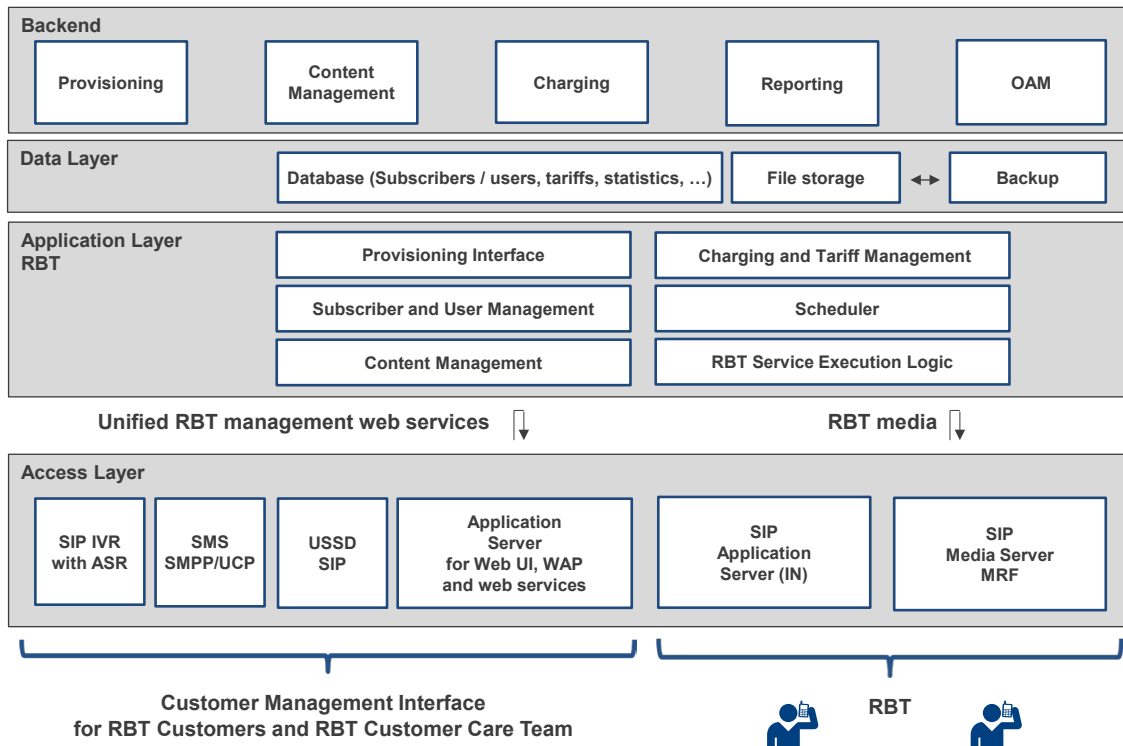 Backend
Provisioning
Content
Management
Charging
Reporting
OAM
Data Layer
Database (Subscribers / users, tariffs, statistics, …)
File storage
Backup
Application Layer
RBT
Provisioning Interface
Charging and Tariff Management
Subscriber and User Management
Scheduler
Content Management
RBT Service Execution Logic
Unified RBT management web services
RBT media
Access Layer
SIP IVR
with ASR
SMS
SMPP/UCP
USSD
SIP
Application
Server
for Web UI, WAP
and web services
SIP
Application
Server (IN)
SIP
Media Server
MRF
Customer Management Interface
for RBT Customers and RBT Customer Care Team
RBT